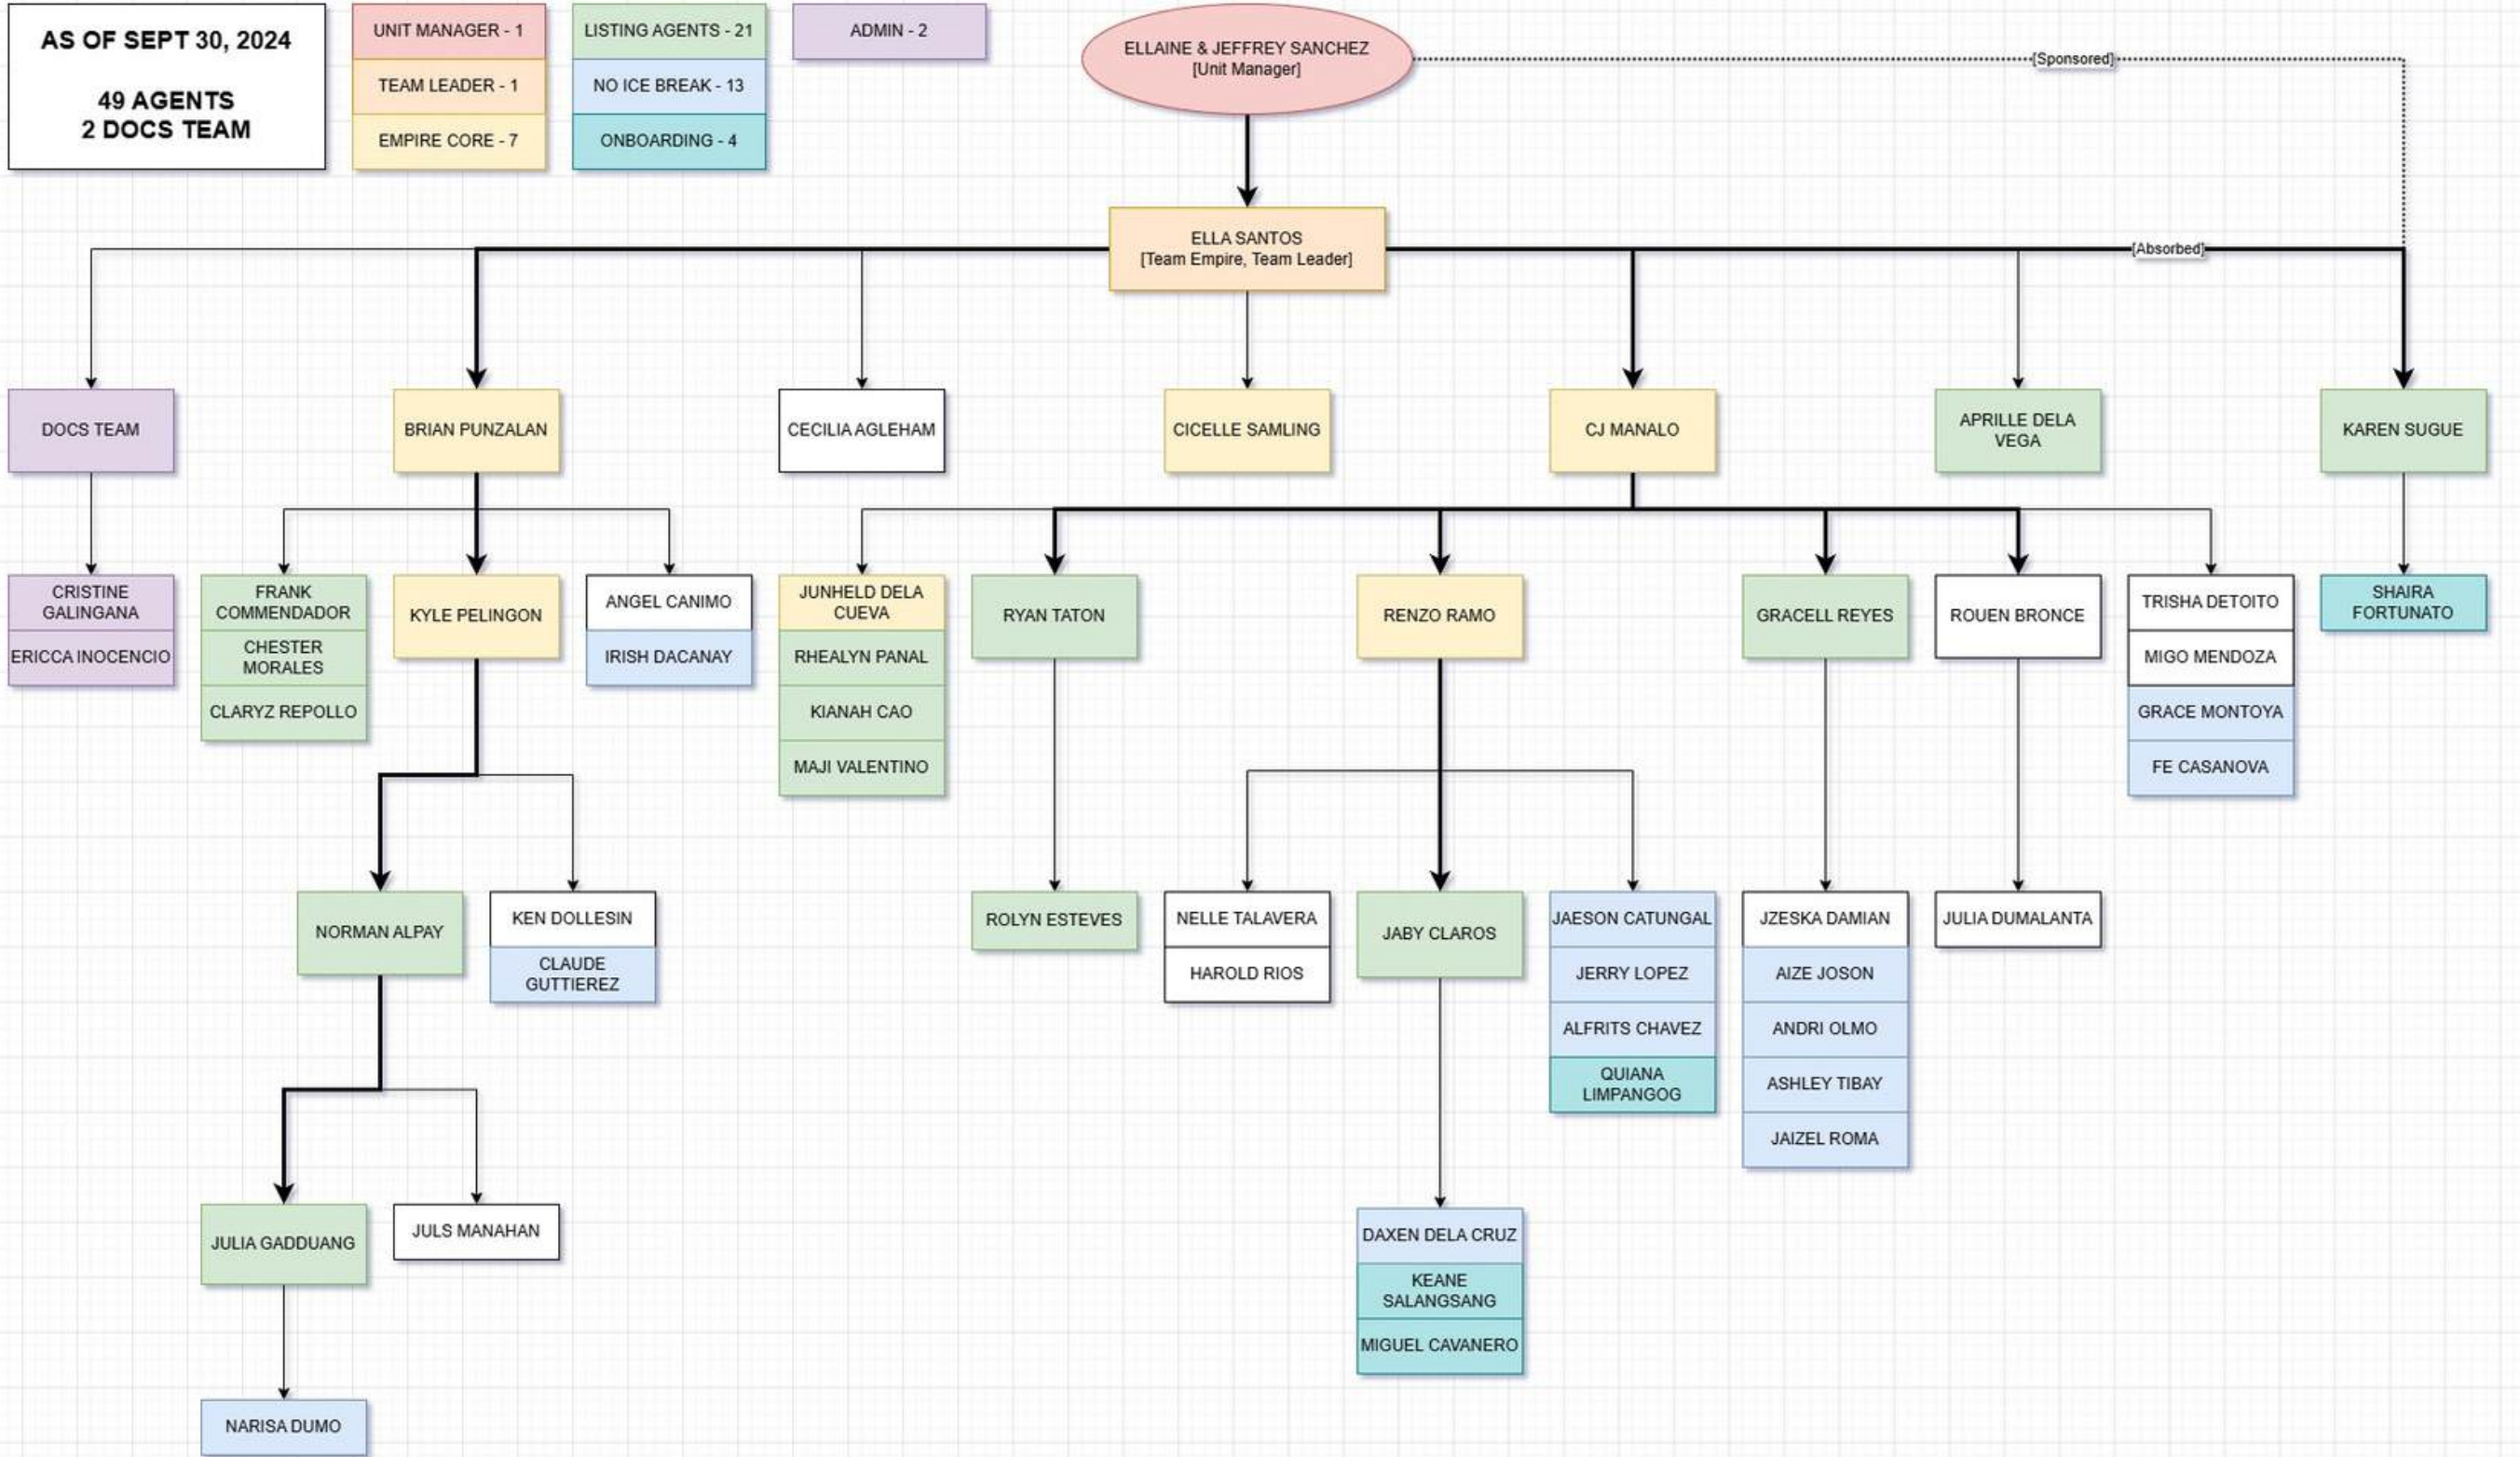 AS OF SEPT 30, 2024
49 AGENTS
2 DOCS TEAM
UNIT MANAGER - 1
TEAM LEADER - 1
EMPIRE CORE - 7
LISTING AGENTS - 21
NO ICE BREAK - 13
ONBOARDING - 4
ADMIN - 2
ELLAINE & JEFFREY SANCHEZ
[Unit Manager]
[Sponsored]
ELLA SANTOS
[Team Empire, Team Leader]
[Absorbed]
DOCS TEAM
BRIAN PUNZALAN
CECILIA AGLEHAM
CICELLE SAMLING
CJ MANALO
APRILLE DELA
VEGA
KAREN SUGUE
CRISTINE
GALINGANA
ERICCA INOCENCIO
FRANK
COMMENDADOR
CHESTER
MORALES
CLARYZ REPOLLO
KYLE PELINGON
ANGEL CANIMO
IRISH DACANAY
JUNHELD DELA
CUEVA
RHEALYN PANAL
KIANAH CAO
MAJI VALENTINO
RYAN TATON
RENZO RAMO
GRACELL REYES
ROUEN BRONCE
TRISHA DETOITO
MIGO MENDOZA
GRACE MONTOYA
FE CASANOVA
SHAIRA
FORTUNATO
NORMAN ALPAY
KEN DOLLESIN
CLAUDE
GUTTIEREZ
ROLYN ESTEVES
NELLE TALAVERA
HAROLD RIOS
JABY CLAROS
JAESON CATUNGAL
JERRY LOPEZ
ALFRITS CHAVEZ
QUIANA
LIMPANGOG
JZESKA DAMIAN
AIZE JOSON
ANDRI OLMO
ASHLEY TIBAY
JAIZEL ROMA
JULIA DUMALANTA
JULIA GADDUANG
JULS MANAHAN
DAXEN DELA CRUZ
KEANE
SALANGSANG
MIGUEL CAVANERO
NARISA DUMO